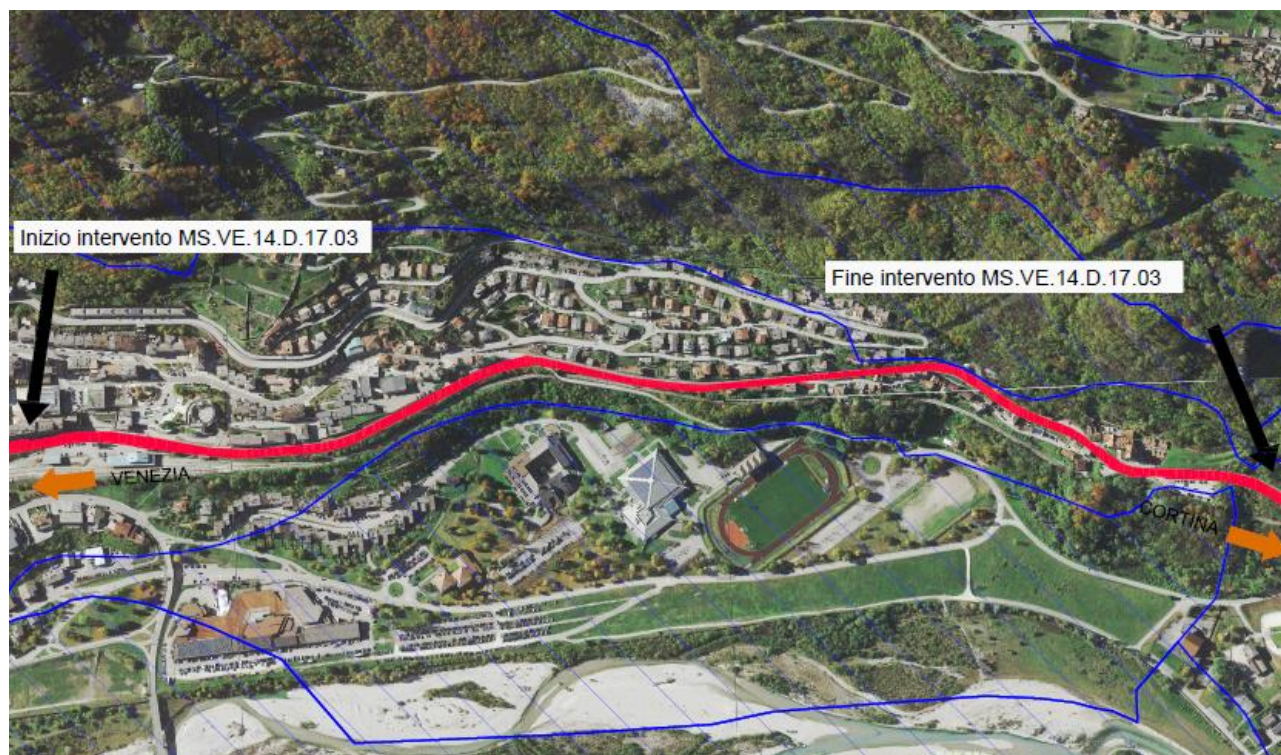 Inizio intervento MS.VE.14.D.17.03
Fine intervento MS.VE.14.D.17.03
VENEZIA
CORTINA